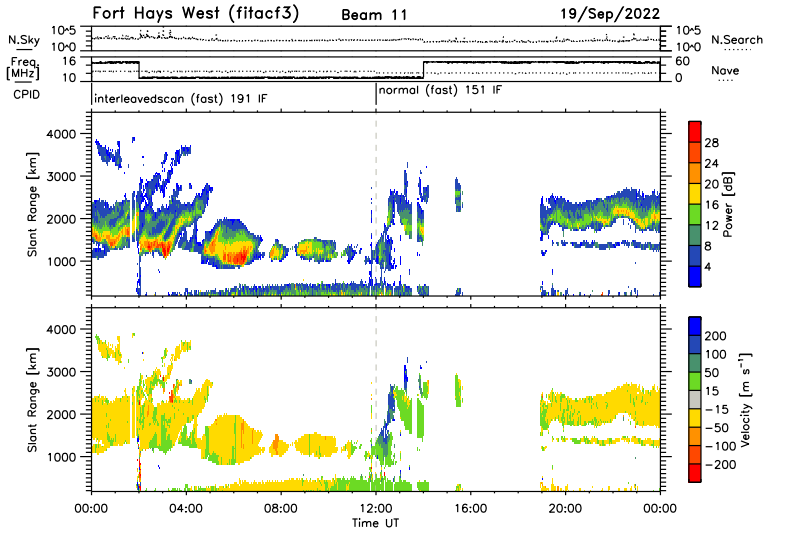 Fort Hays West (fitacf3) Beam 11 19/Sep/2022
N.Sky 10^5 10^0 10^5 10^0 N.Search
Freq. [MHz] 16 10 60 0 Nave
CPID interleavedscan (fast) 191 IF normal (fast) 151 IF
Slant Range [km]
4000
3000
2000
1000
28
24
20
16
12
8
4
Power [dB]
Slant Range [km]
4000
3000
2000
1000
200
100
50
15
-15
-50
-100
-200
Velocity [m s^-1]
00:00 04:00 08:00 12:00 16:00 20:00 00:00
Time UT